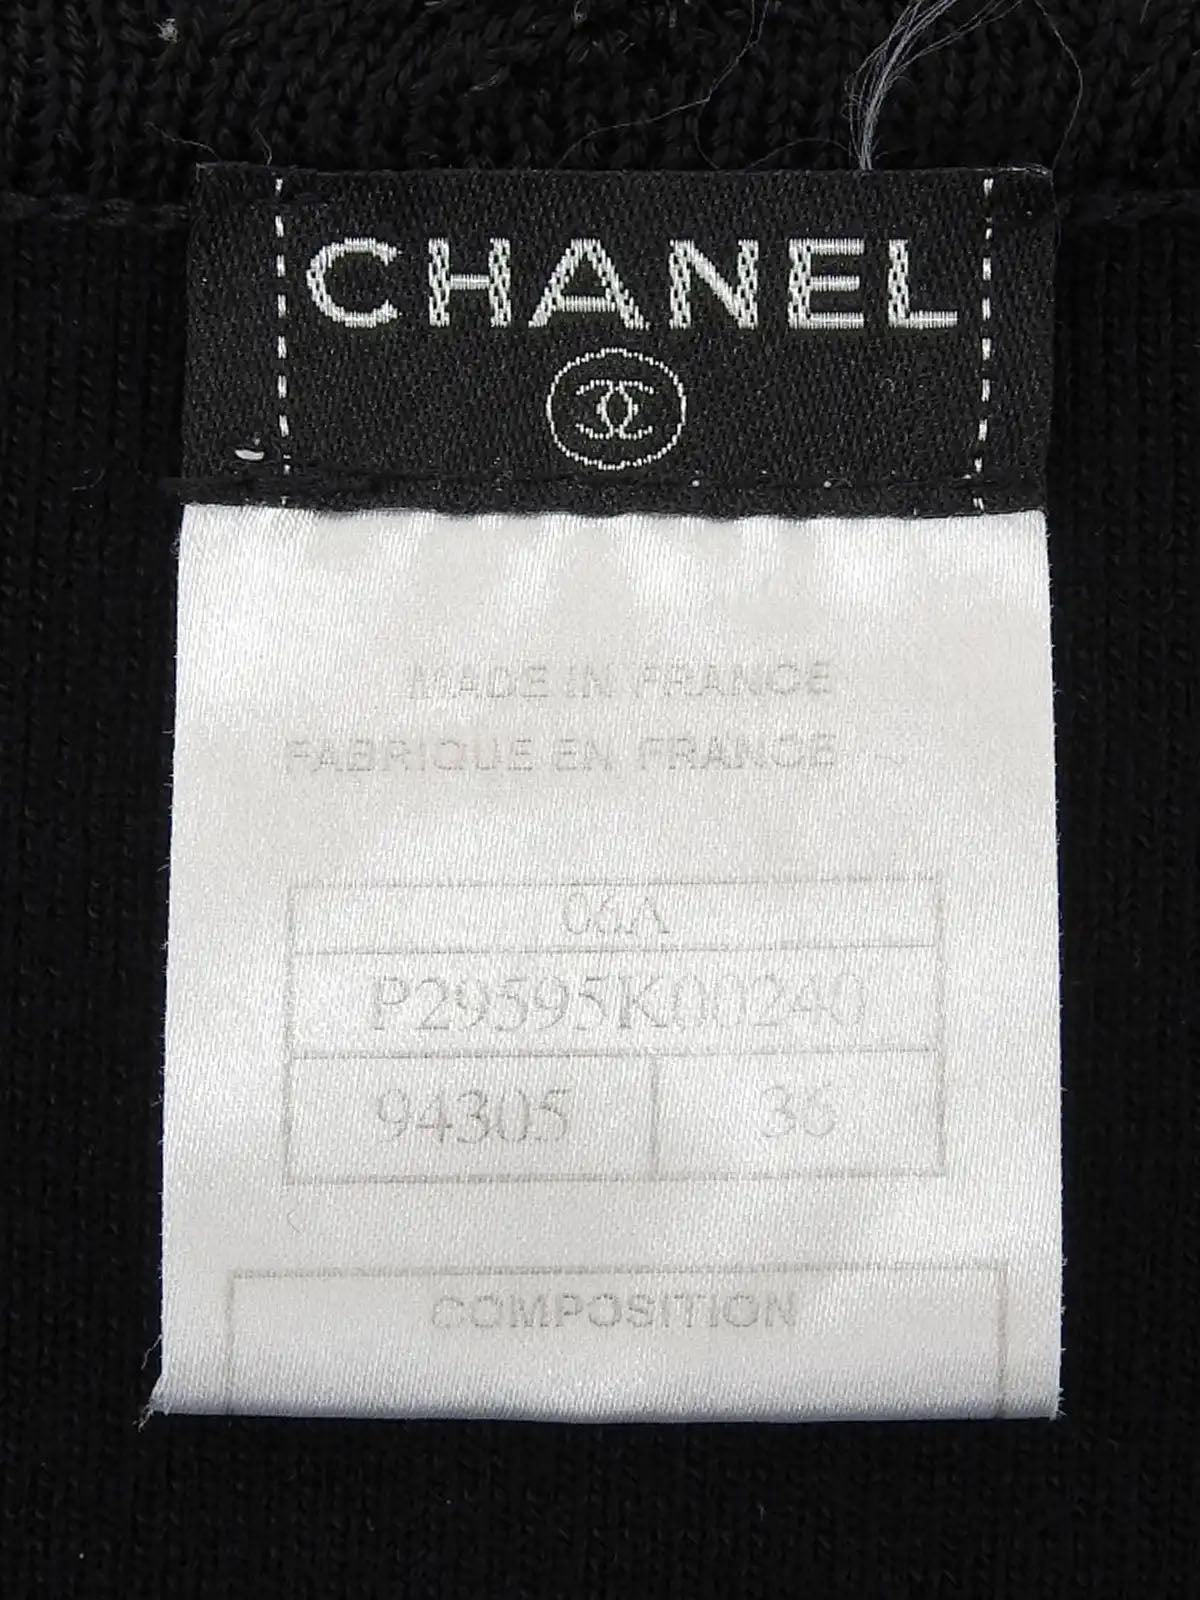 CHANEL
MADE IN FRANCE
FABRIQUE EN FRANCE
06A
P29595K00240
94305 36
COMPOSITION